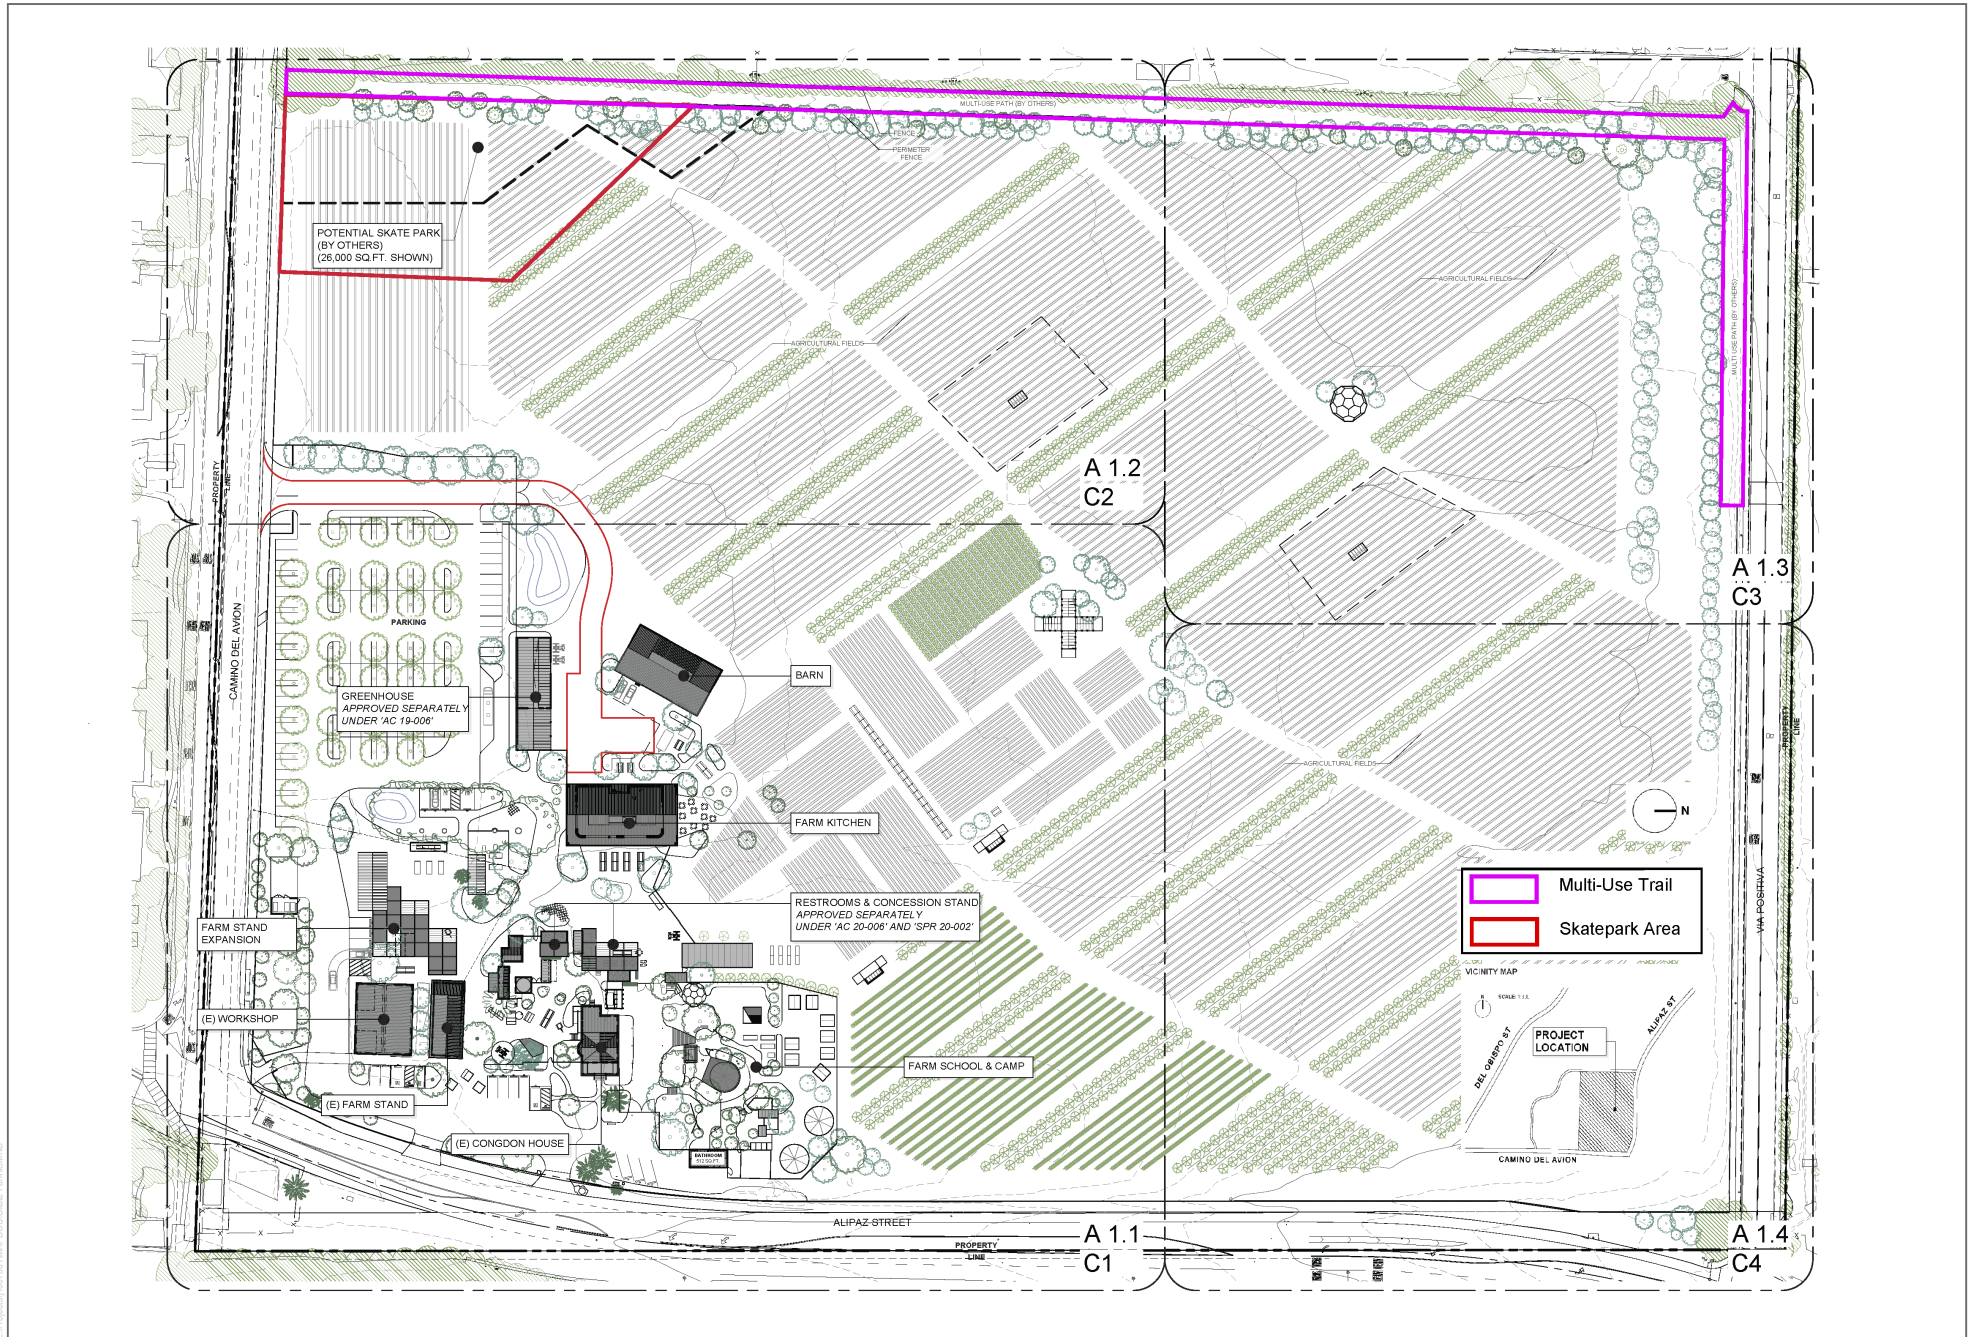 MULTI-USE PATH (BY OTHERS)
FENCE
PERIMETER
FENCE
POTENTIAL SKATE PARK
(BY OTHERS)
(26,000 SQ.FT. SHOWN)
AGRICULTURAL FIELDS
AGRICULTURAL FIELDS
MULTI USE PATH (BY OTHERS)
A 1.2
C2
PROPERTY
LINE
A 1.3
C3
CAMINO DEL AVION
PARKING
GREENHOUSE
APPROVED SEPARATELY
UNDER 'AC 19-006'
BARN
PROPERTY
LINE
AGRICULTURAL FIELDS
FARM KITCHEN
N
Multi-Use Trail
Skatepark Area
VIA POSITIVA
RESTROOMS & CONCESSION STAND
APPROVED SEPARATELY
UNDER 'AC 20-006' AND 'SPR 20-002'
FARM STAND
EXPANSION
VICINITY MAP
N
DEL OBISPO ST
ALIPAZ ST
PROJECT
LOCATION
CAMINO DEL AVION
(E) WORKSHOP
FARM SCHOOL & CAMP
(E) FARM STAND
(E) CONGDON HOUSE
BATHROOM
512 SQ FT.
ALIPAZ STREET
PROPERTY
LINE
A 1.1
C1
A 1.4
C4